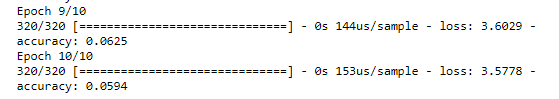 Epoch 9/10
320/320 [==============================] - 0s 144us/sample - loss: 3.6029 -
accuracy: 0.0625
Epoch 10/10
320/320 [==============================] - 0s 153us/sample - loss: 3.5778 -
accuracy: 0.0594